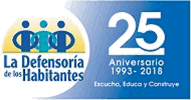 La Defensoría
de los Habitantes
25
Aniversario
1993- 2018
Escucha, Educa y Construye